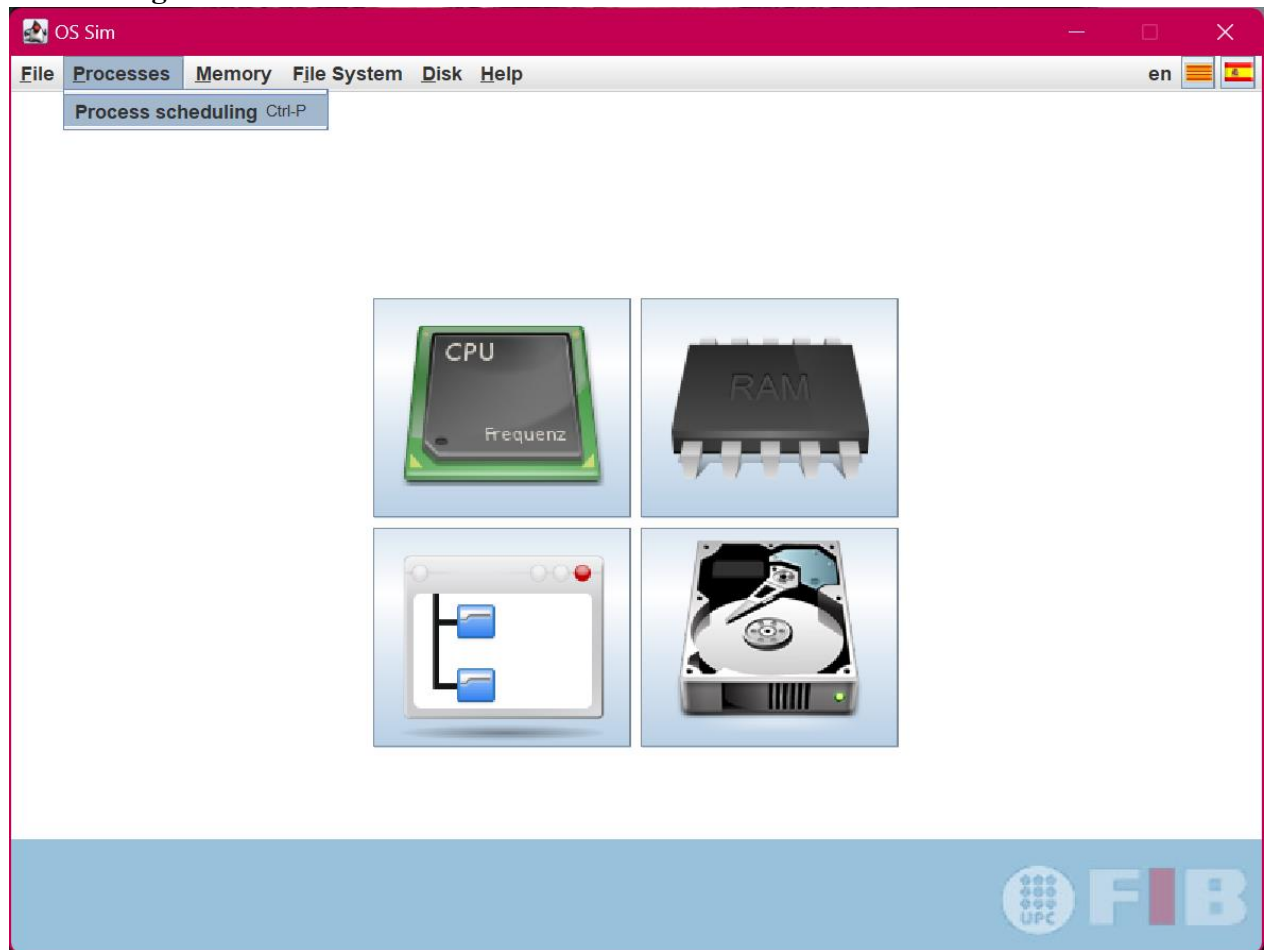 OS Sim
File Processes Memory File System Disk Help en
Process scheduling Ctrl-P
CPU
Frequenz
RAM
UPC
FIB